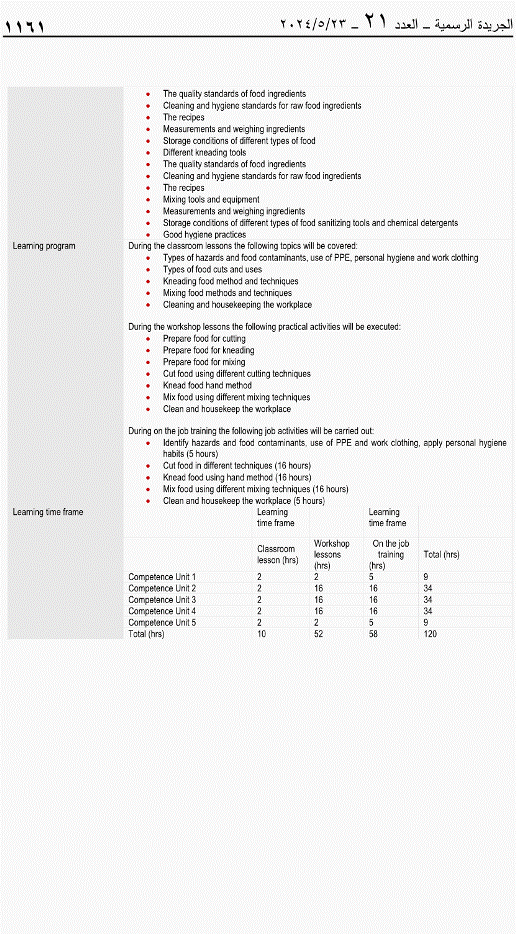 الجريدة الرسمية – العدد ٢١ – ٢٠٢٤/٥/٢٣ ١١٦١
• The quality standards of food ingredients
• Cleaning and hygiene standards for raw food ingredients
• The recipes
• Measurements and weighing ingredients
• Storage conditions of different types of food
• Different kneading tools
• The quality standards of food ingredients
• Cleaning and hygiene standards for raw food ingredients
• The recipes
• Mixing tools and equipment
• Measurements and weighing ingredients
• Storage conditions of different types of food sanitizing tools and chemical detergents
• Good hygiene practices
Learning program During the classroom lessons the following topics will be covered:
• Types of hazards and food contaminants, use of PPE, personal hygiene and work clothing
• Types of food cuts and uses
• Kneading food method and techniques
• Mixing food methods and techniques
• Cleaning and housekeeping the workplace
During the workshop lessons the following practical activities will be executed:
• Prepare food for cutting
• Prepare food for kneading
• Prepare food for mixing
• Cut food using different cutting techniques
• Knead food hand method
• Mix food using different mixing techniques
• Clean and housekeep the workplace
During on the job training the following job activities will be carried out:
• Identify hazards and food contaminants, use of PPE and work clothing, apply personal hygiene
habits (5 hours)
• Cut food in different techniques (16 hours)
• Knead food using hand method (16 hours)
• Mix food using different mixing techniques (16 hours)
• Clean and housekeep the workplace (5 hours)
Learning time frame Learning Learning
time frame time frame
Classroom Workshop On the job Total (hrs)
lesson (hrs) lessons training
(hrs) (hrs)
Competence Unit 1 2 2 5 9
Competence Unit 2 2 16 16 34
Competence Unit 3 2 16 16 34
Competence Unit 4 2 16 16 34
Competence Unit 5 2 2 5 9
Total (hrs) 10 52 58 120